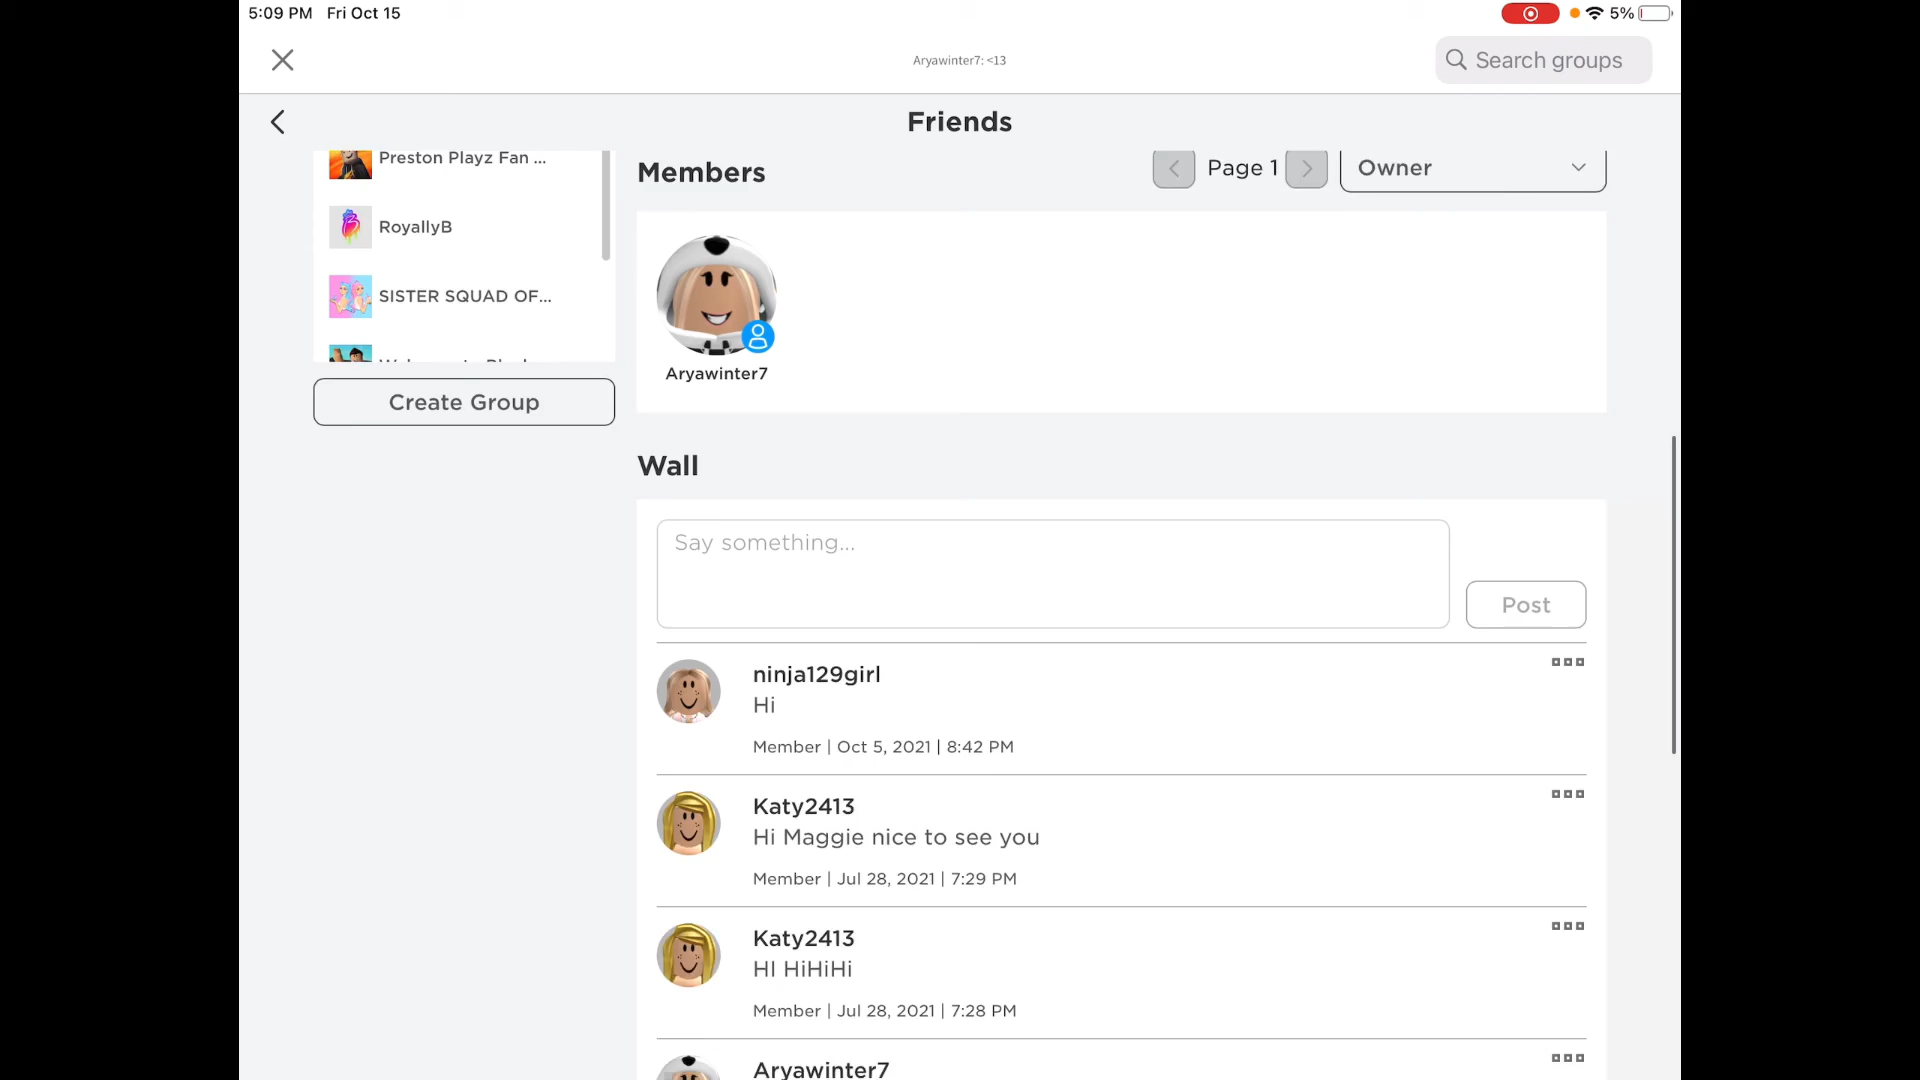 5:09 PM Fri Oct 15
5%
Aryawinter7: <13
Search groups
Friends
Preston Playz Fan ...
RoyallyB
SISTER SQUAD OF...
Create Group
Members
Page 1
Owner
Aryawinter7
Wall
Say something...
Post
ninja129girl
Hi
Member | Oct 5, 2021 | 8:42 PM
Katy2413
Hi Maggie nice to see you
Member | Jul 28, 2021 | 7:29 PM
Katy2413
HI HiHiHi
Member | Jul 28, 2021 | 7:28 PM
Aryawinter7